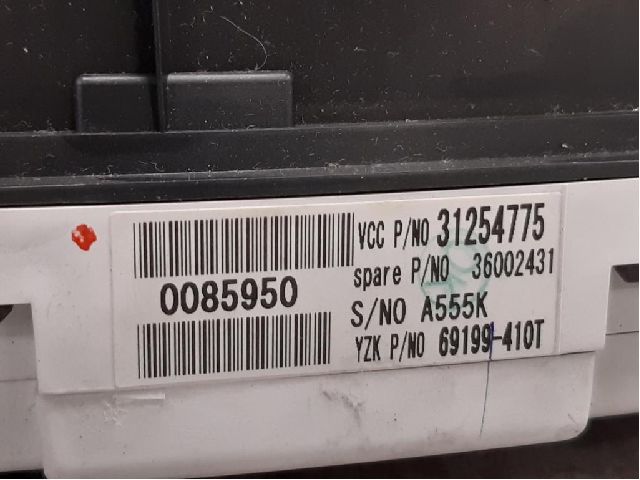 VCC P/NO 31254775
spare P/NO 36002431
0085950
S/NO A555K
YZK P/NO 69199-410T